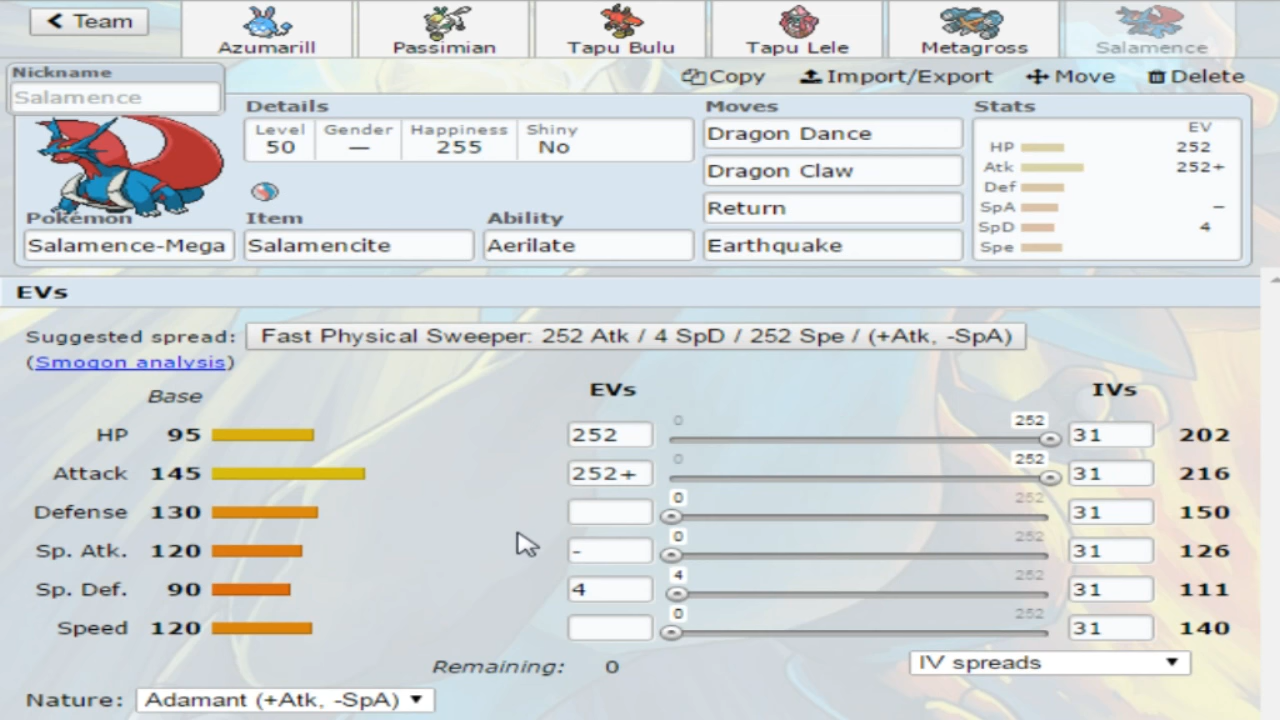 Team
Azumarill
Passimian
Tapu Bulu
Tapu Lele
Metagross
Salamence
Nickname
Salamence
Copy Import/Export Move Delete
Details
Level Gender Happiness Shiny
50 — 255 No
Pokémon Item Ability
Salamence-Mega Salamencite Aerilate
Moves
Dragon Dance
Dragon Claw
Return
Earthquake
Stats
EV
HP 252
Atk 252+
Def
SpA –
SpD 4
Spe
EVs
Suggested spread: Fast Physical Sweeper: 252 Atk / 4 SpD / 252 Spe / (+Atk, -SpA)
(Smogon analysis)
Base EVs IVs
HP 95 252 0 252 31 202
Attack 145 252+ 0 252 31 216
Defense 130 0 252 31 150
Sp. Atk. 120 - 0 252 31 126
Sp. Def. 90 4 4 252 31 111
Speed 120 0 252 31 140
Remaining: 0 IV spreads
Nature: Adamant (+Atk, -SpA)